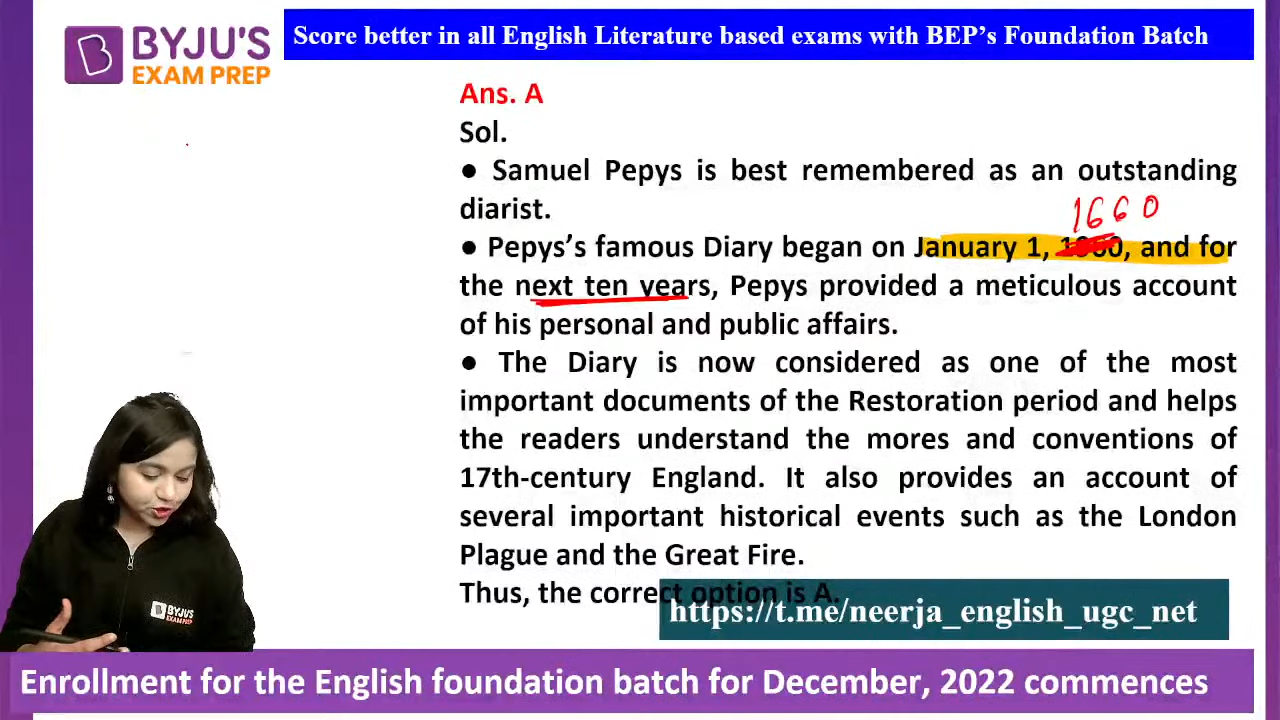 BYJU'S
EXAM PREP
Score better in all English Literature based exams with BEP's Foundation Batch
Ans. A
Sol.
● Samuel Pepys is best remembered as an outstanding
diarist.
1660
● Pepys's famous Diary began on January 1, , and for
the next ten years, Pepys provided a meticulous account
of his personal and public affairs.
● The Diary is now considered as one of the most
important documents of the Restoration period and helps
the readers understand the mores and conventions of
17th-century England. It also provides an account of
several important historical events such as the London
Plague and the Great Fire.
Thus, the correct option is A.
https://t.me/neerja_english_ugc_net
BYJU'S
EXAM PREP
Enrollment for the English foundation batch for December, 2022 commences